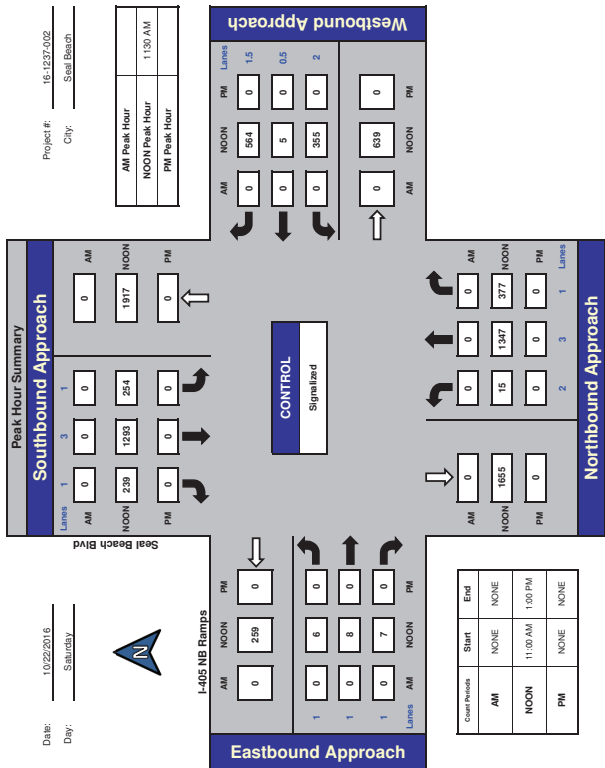 Peak Hour Summary
Southbound Approach
Project #: 16-1237-002
City: Seal Beach
AM Peak Hour
NOON Peak Hour 1130 AM
PM Peak Hour
Date: 10/22/2016
Day: Saturday
N
Seal Beach Blvd
I-405 NB Ramps
Lanes 1 3 1
AM 0 0 0 0 AM
NOON 239 1293 254 1917 NOON
PM 0 0 0 0 PM
Westbound Approach
AM NOON PM Lanes
0 564 0 1.5
0 5 0 0.5
0 355 0 2
0 639 0
AM NOON PM
CONTROL
Signalized
AM NOON PM
0 259 0
1 0 6 0
1 0 8 0
1 0 7 0
Lanes AM NOON PM
Eastbound Approach
AM 0 0 0 0 AM
NOON 1655 15 1347 377 NOON
PM 0 0 0 0 PM
2 3 1 Lanes
Northbound Approach
Count Periods Start End
AM NONE NONE
NOON 11:00 AM 1:00 PM
PM NONE NONE